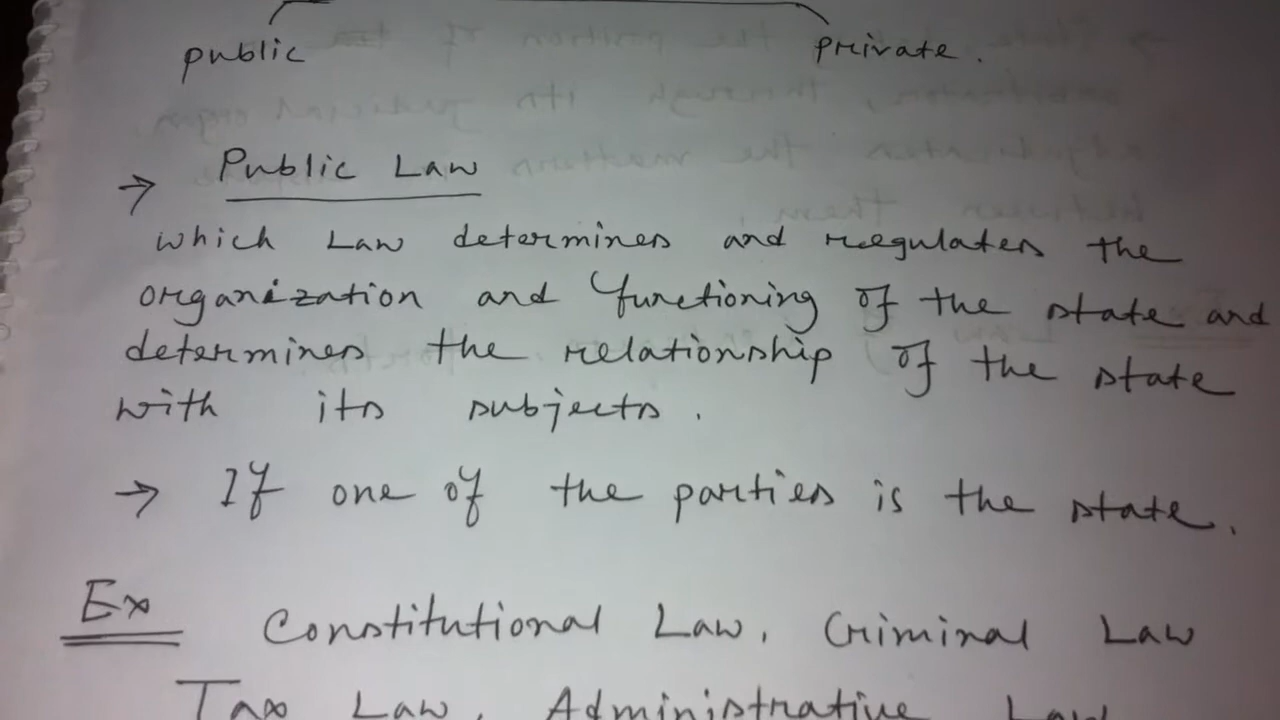 public private.
→ Public Law
which Law determines and regulates the
organization and functioning of the state and
determines the relationship of the state
with its subjects.
→ If one of the parties is the state.
Ex Constitutional Law, Criminal Law
Tax Law, Administrative Law